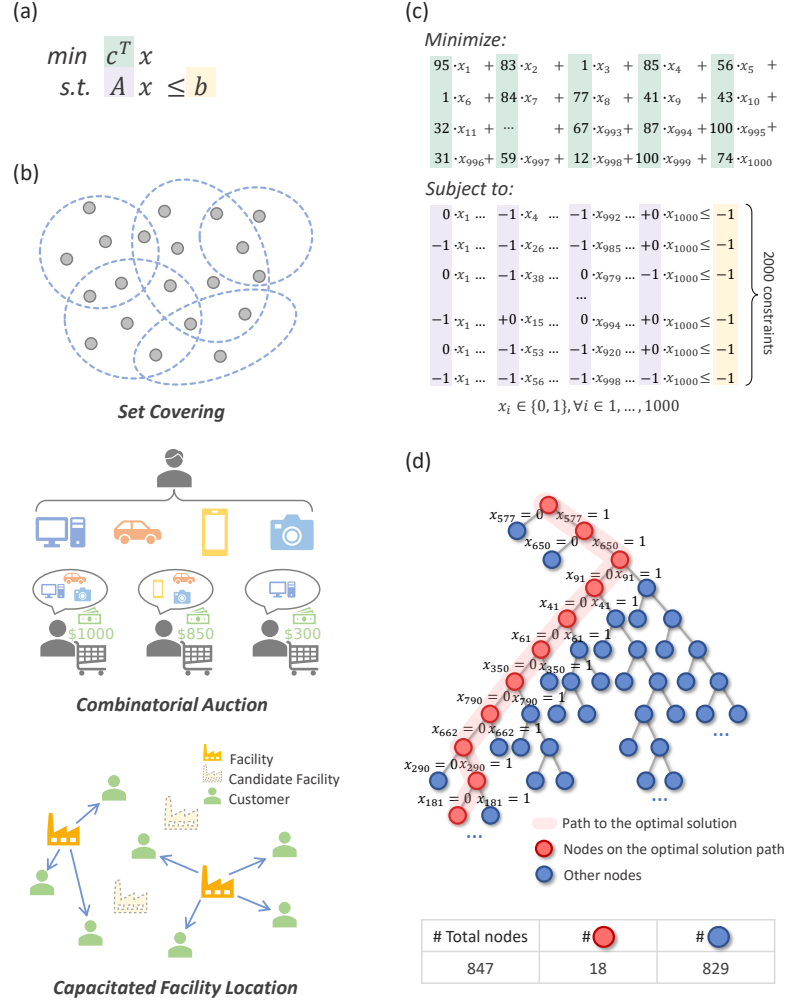 (a)
min c^T x
s.t. A x ≤ b
(b)
Set Covering
$1000 $850 $300
Combinatorial Auction
Facility
Candidate Facility
Customer
Capacitated Facility Location
(c)
Minimize:
95·x₁ + 83·x₂ + 1·x₃ + 85·x₄ + 56·x₅ +
1·x₆ + 84·x₇ + 77·x₈ + 41·x₉ + 43·x₁₀ +
32·x₁₁ + ... + 67·x₉₉₃ + 87·x₉₉₄ + 100·x₉₉₅ +
31·x₉₉₆ + 59·x₉₉₇ + 12·x₉₉₈ + 100·x₉₉₉ + 74·x₁₀₀₀
Subject to:
0·x₁ ... −1·x₄ ... −1·x₉₉₂ ... +0·x₁₀₀₀ ≤ −1
−1·x₁ ... −1·x₂₆ ... −1·x₉₈₅ ... +0·x₁₀₀₀ ≤ −1
0·x₁ ... −1·x₃₈ ... 0·x₉₇₉ ... −1·x₁₀₀₀ ≤ −1
...
−1·x₁ ... +0·x₁₅ ... 0·x₉₉₄ ... +0·x₁₀₀₀ ≤ −1
0·x₁ ... −1·x₅₃ ... −1·x₉₂₀ ... +0·x₁₀₀₀ ≤ −1
−1·x₁ ... −1·x₅₆ ... −1·x₉₉₈ ... −1·x₁₀₀₀ ≤ −1
2000 constraints
xᵢ ∈ {0, 1}, ∀i ∈ 1, ... , 1000
(d)
x₅₇₇ = 0 x₅₇₇ = 1
x₆₅₀ = 0 x₆₅₀ = 1
x₉₁ = 0 x₉₁ = 1
x₄₁ = 0 x₄₁ = 1
x₆₁ = 0 x₆₁ = 1
x₃₅₀ = 0 x₃₅₀ = 1
x₇₉₀ = 0 x₇₉₀ = 1
...
x₆₆₂ = 0 x₆₆₂ = 1
x₂₉₀ = 0 x₂₉₀ = 1
...
x₁₈₁ = 0 x₁₈₁ = 1
...
Path to the optimal solution
Nodes on the optimal solution path
Other nodes
# Total nodes # #
847 18 829